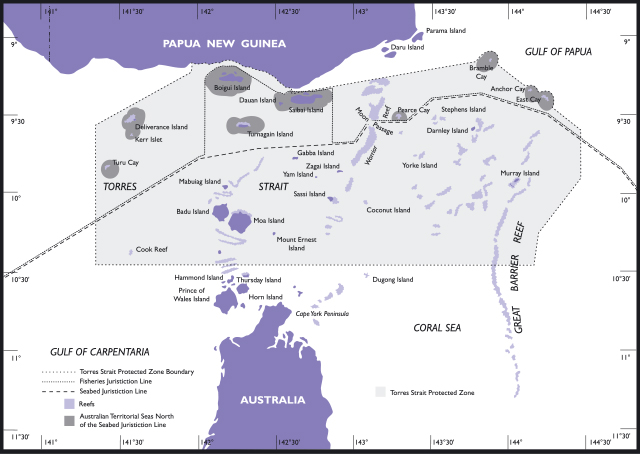 141° 141°30' 142° 142°30' 143° 143°30' 144° 144°30'
9°
9°
PAPUA NEW GUINEA
Parama Island
Daru Island
GULF OF PAPUA
Bramble
Cay
Boigui Island
Dauan Island
Saibai Island
Anchor Cay
East Cay
9°30'
9°30'
Deliverance Island
Kerr Islet
Turnagain Island
Moon
Passage
Reef
Pearce Cay
Stephens Island
Darnley Island
Warrior
Turu Cay
Gabba Island
Zagai Island
Yam Island
Yorke Island
Murray Island
TORRES
STRAIT
Mabuiag Island
Sassi Island
10°
10°
Badu Island
Moa Island
Coconut Island
Mount Ernest
Island
Cook Reef
GREAT BARRIER REEF
10°30'
10°30'
Hammond Island
Thursday Island
Dugong Island
Prince of
Wales Island
Horn Island
Cape York Peninsula
CORAL SEA
GULF OF CARPENTARIA
11°
11°
Torres Strait Protected Zone Boundary
Fisheries Juristiction Line
Seabed Juristiction Line
Reefs
Australian Territorial Seas North
of the Seabed Juristiction Line
AUSTRALIA
Torres Strait Protected Zone
11°30'
11°30'
141° 141°30' 142° 142°30' 143° 143°30' 144° 144°30'